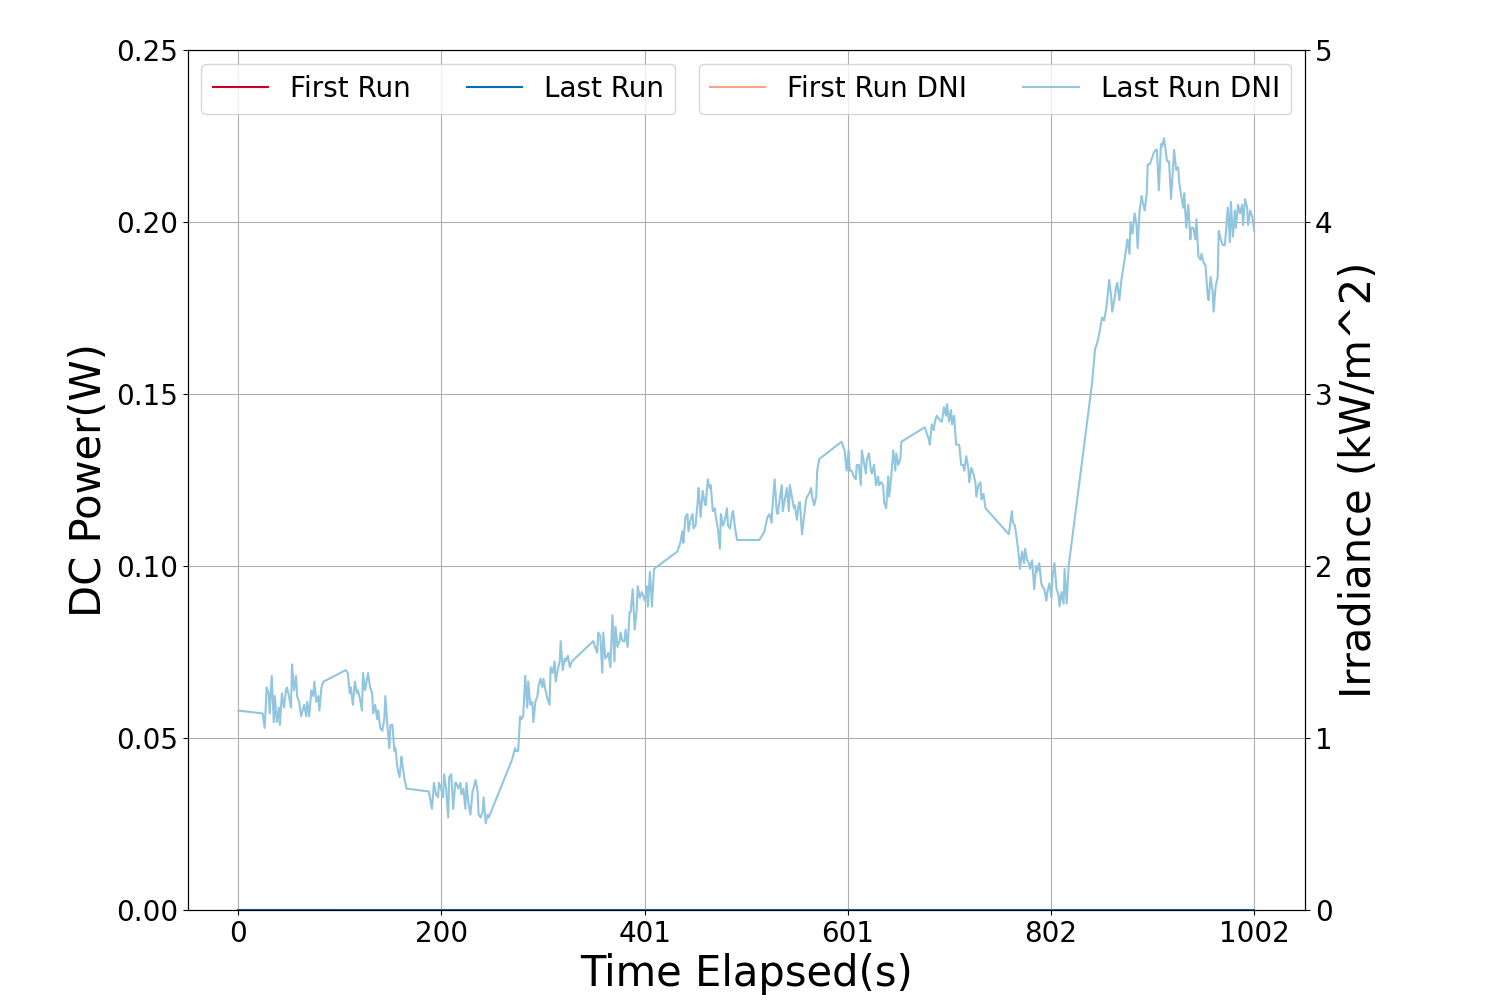 First Run
Last Run
First Run DNI
Last Run DNI
0.25
0.20
0.15
0.10
0.05
0.00
DC Power(W)
5
4
3
2
1
0
Irradiance (kW/m^2)
0
200
401
601
802
1002
Time Elapsed(s)